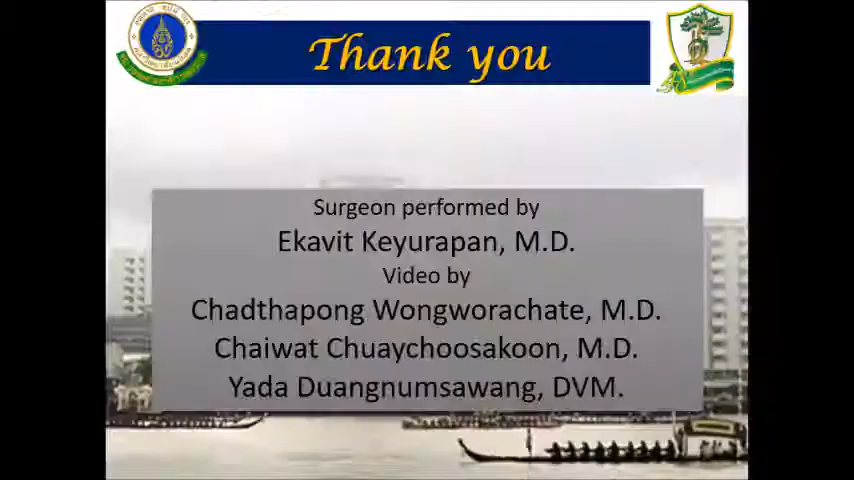 Thank you
Surgeon performed by
Ekavit Keyurapan, M.D.
Video by
Chadthapong Wongworachate, M.D.
Chaiwat Chuaychoosakoon, M.D.
Yada Duangnumsawang, DVM.